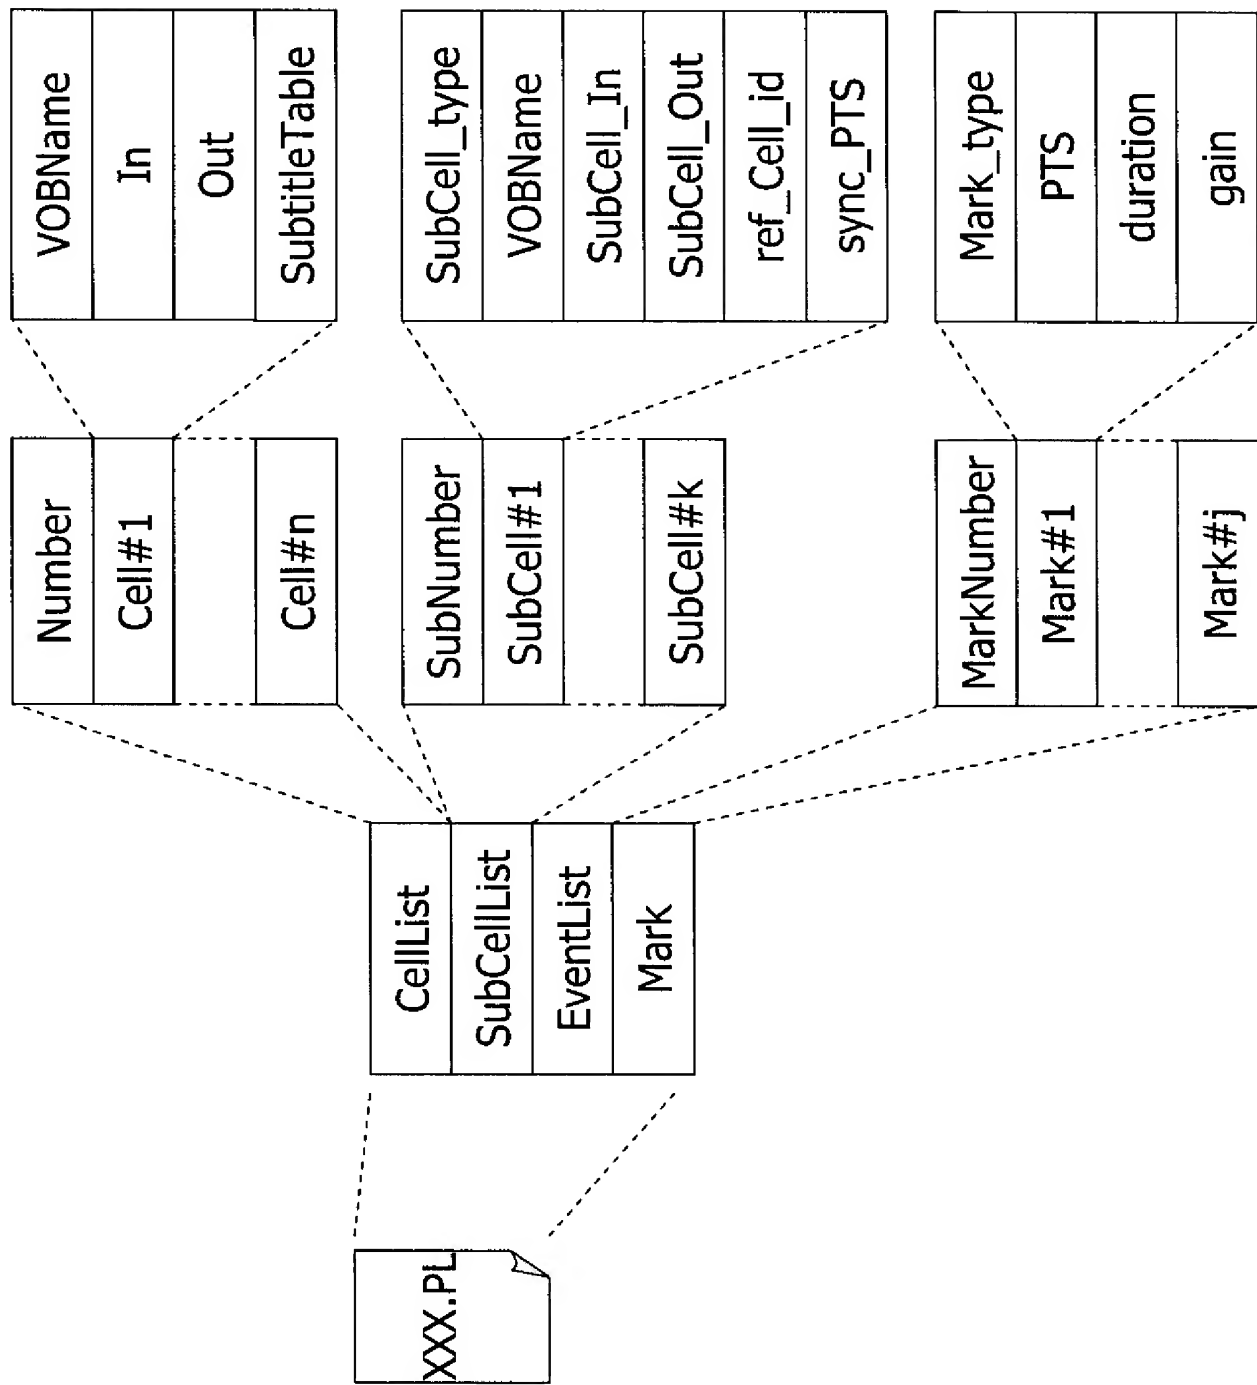 XXX.PL
CellList
SubCellList
EventList
Mark
Number
Cell#1
Cell#n
SubNumber
SubCell#1
SubCell#k
MarkNumber
Mark#1
Mark#j
VOBName
In
Out
SubtitleTable
SubCell_type
VOBName
SubCell_In
SubCell_Out
ref_Cell_id
sync_PTS
Mark_type
PTS
duration
gain